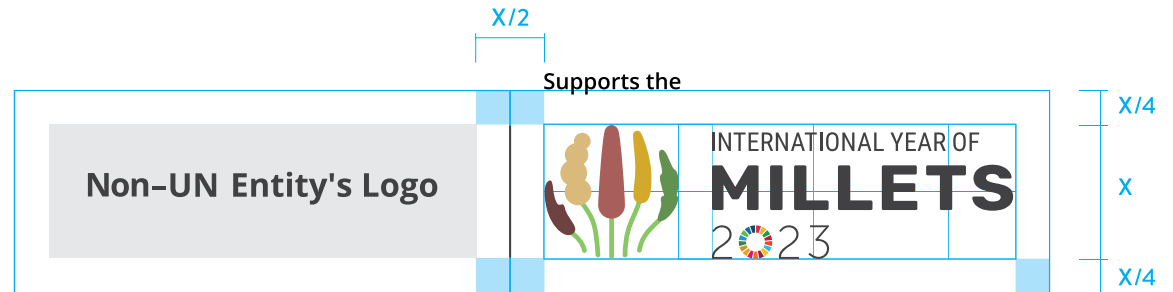 X/2
Supports the
X/4
Non-UN Entity's Logo
INTERNATIONAL YEAR OF
MILLETS
X
2023
X/4